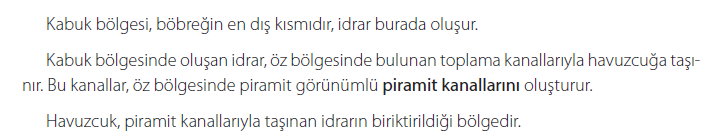 Kabuk bölgesi, böbreğin en dış kısmıdır, idrar burada oluşur.
Kabuk bölgesinde oluşan idrar, öz bölgesinde bulunan toplama kanallarıyla havuzcuğa taşı-
nır. Bu kanallar, öz bölgesinde piramit görünümlü piramit kanallarını oluşturur.
Havuzcuk, piramit kanallarıyla taşınan idrarın biriktirildiği bölgedir.